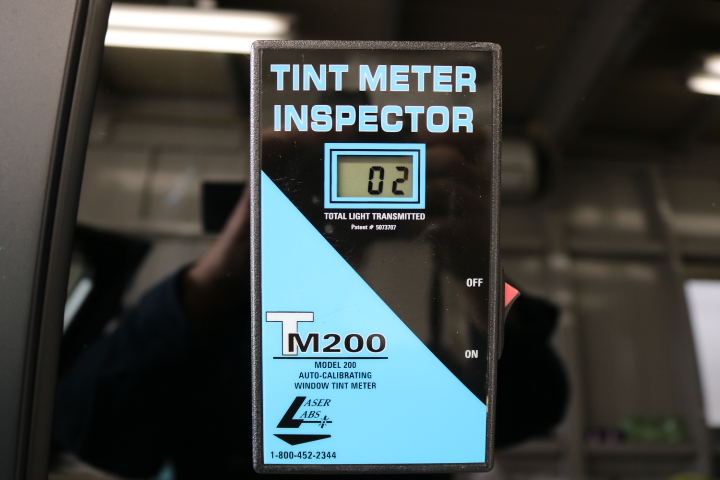 TINT METER
INSPECTOR
02
TOTAL LIGHT TRANSMITTED
Patent # 5073707
OFF
ON
TM200
MODEL 200
AUTO-CALIBRATING
WINDOW TINT METER
LASER
LABS
1-800-452-2344